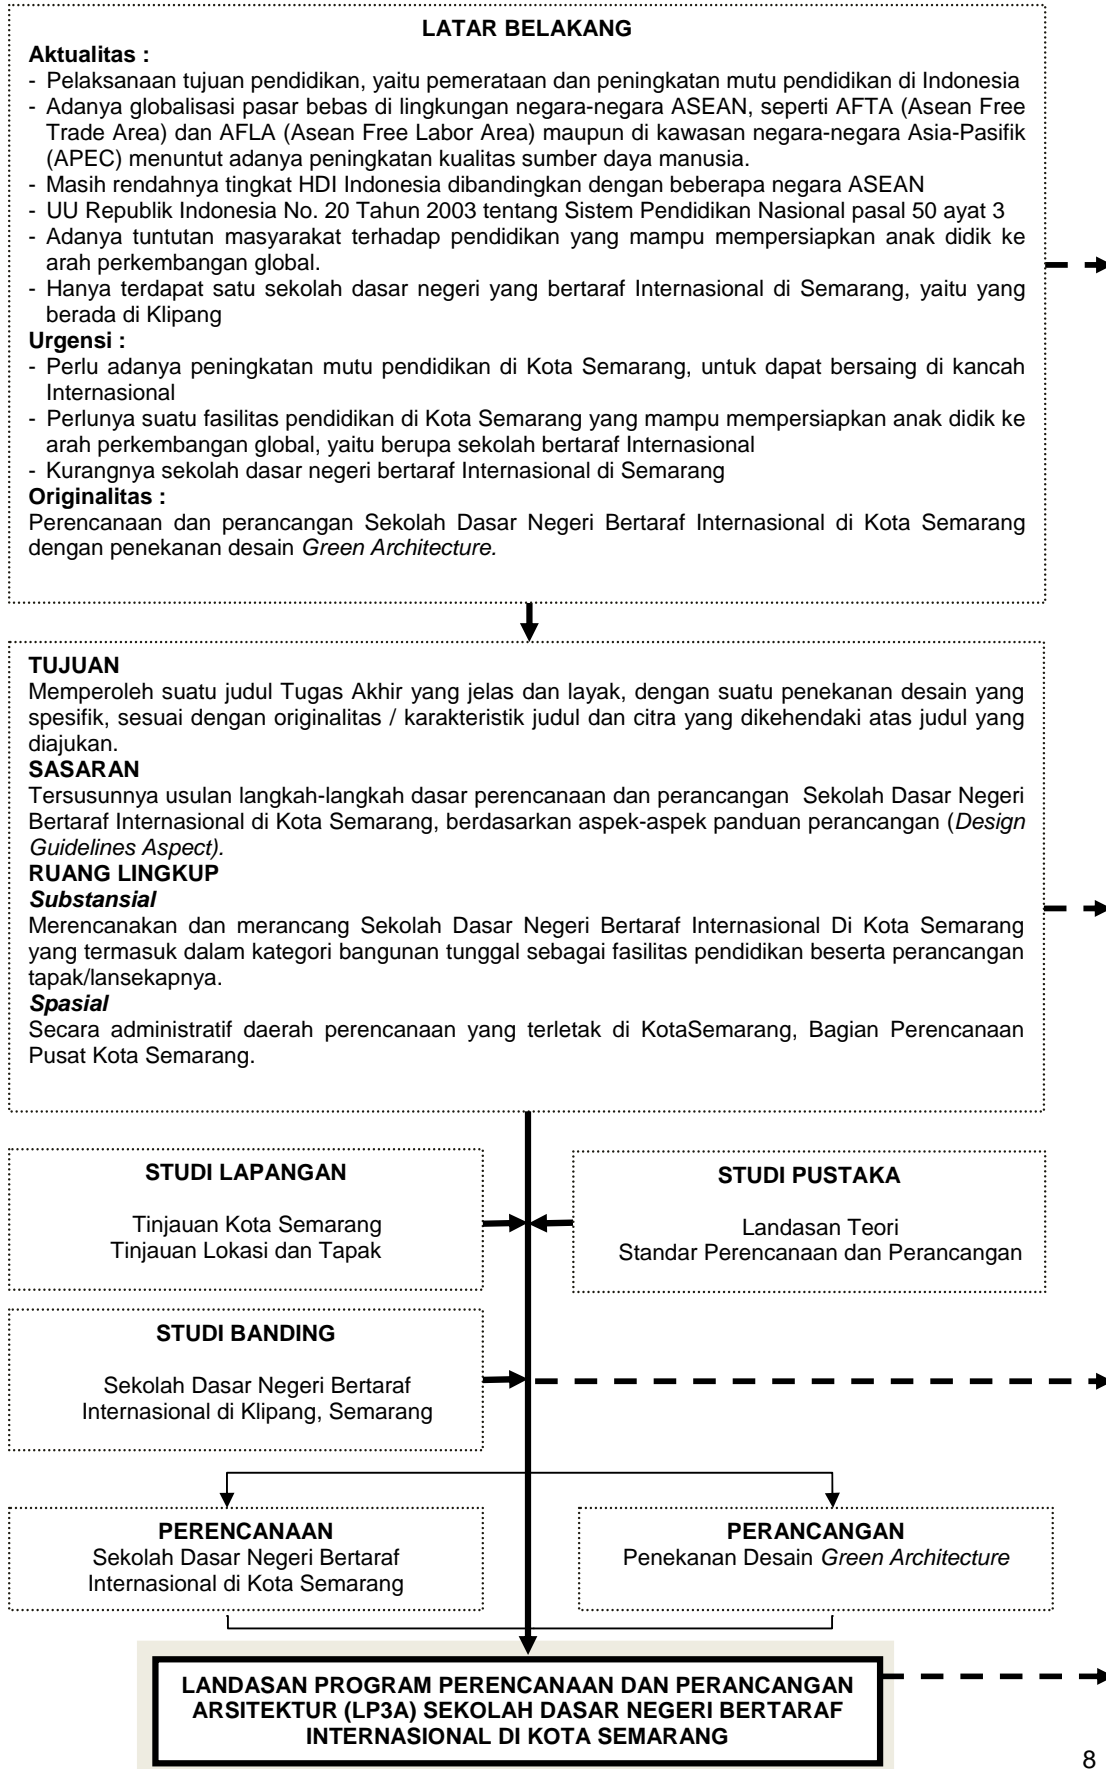 LATAR BELAKANG
Aktualitas :
- Pelaksanaan tujuan pendidikan, yaitu pemerataan dan peningkatan mutu pendidikan di Indonesia
- Adanya globalisasi pasar bebas di lingkungan negara-negara ASEAN, seperti AFTA (Asean Free
Trade Area) dan AFLA (Asean Free Labor Area) maupun di kawasan negara-negara Asia-Pasifik
(APEC) menuntut adanya peningkatan kualitas sumber daya manusia.
- Masih rendahnya tingkat HDI Indonesia dibandingkan dengan beberapa negara ASEAN
- UU Republik Indonesia No. 20 Tahun 2003 tentang Sistem Pendidikan Nasional pasal 50 ayat 3
- Adanya tuntutan masyarakat terhadap pendidikan yang mampu mempersiapkan anak didik ke
arah perkembangan global.
- Hanya terdapat satu sekolah dasar negeri yang bertaraf Internasional di Semarang, yaitu yang
berada di Klipang
Urgensi :
- Perlu adanya peningkatan mutu pendidikan di Kota Semarang, untuk dapat bersaing di kancah
Internasional
- Perlunya suatu fasilitas pendidikan di Kota Semarang yang mampu mempersiapkan anak didik ke
arah perkembangan global, yaitu berupa sekolah bertaraf Internasional
- Kurangnya sekolah dasar negeri bertaraf Internasional di Semarang
Originalitas :
Perencanaan dan perancangan Sekolah Dasar Negeri Bertaraf Internasional di Kota Semarang
dengan penekanan desain Green Architecture.
TUJUAN
Memperoleh suatu judul Tugas Akhir yang jelas dan layak, dengan suatu penekanan desain yang
spesifik, sesuai dengan originalitas / karakteristik judul dan citra yang dikehendaki atas judul yang
diajukan.
SASARAN
Tersusunnya usulan langkah-langkah dasar perencanaan dan perancangan Sekolah Dasar Negeri
Bertaraf Internasional di Kota Semarang, berdasarkan aspek-aspek panduan perancangan (Design
Guidelines Aspect).
RUANG LINGKUP
Substansial
Merencanakan dan merancang Sekolah Dasar Negeri Bertaraf Internasional Di Kota Semarang
yang termasuk dalam kategori bangunan tunggal sebagai fasilitas pendidikan beserta perancangan
tapak/lansekapnya.
Spasial
Secara administratif daerah perencanaan yang terletak di KotaSemarang, Bagian Perencanaan
Pusat Kota Semarang.
STUDI LAPANGAN
Tinjauan Kota Semarang
Tinjauan Lokasi dan Tapak
STUDI PUSTAKA
Landasan Teori
Standar Perencanaan dan Perancangan
STUDI BANDING
Sekolah Dasar Negeri Bertaraf
Internasional di Klipang, Semarang
PERENCANAAN
Sekolah Dasar Negeri Bertaraf
Internasional di Kota Semarang
PERANCANGAN
Penekanan Desain Green Architecture
LANDASAN PROGRAM PERENCANAAN DAN PERANCANGAN
ARSITEKTUR (LP3A) SEKOLAH DASAR NEGERI BERTARAF
INTERNASIONAL DI KOTA SEMARANG
8